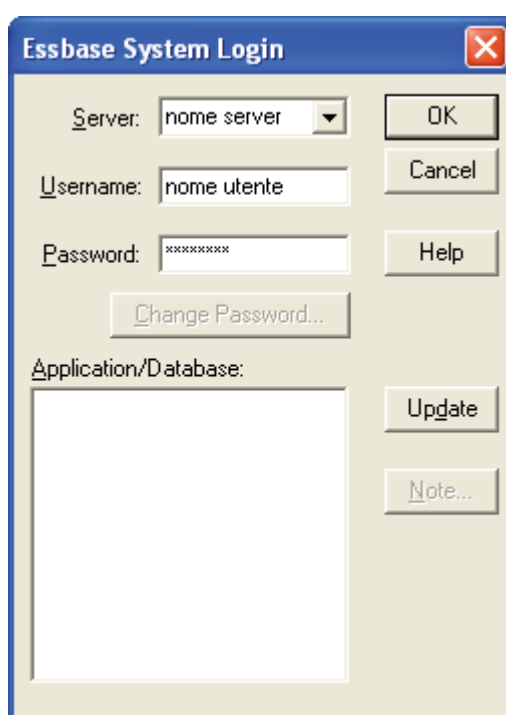 Essbase System Login
Server: nome server OK
Cancel
Username: nome utente
Password: ******** Help
Change Password...
Application/Database:
Update
Note...